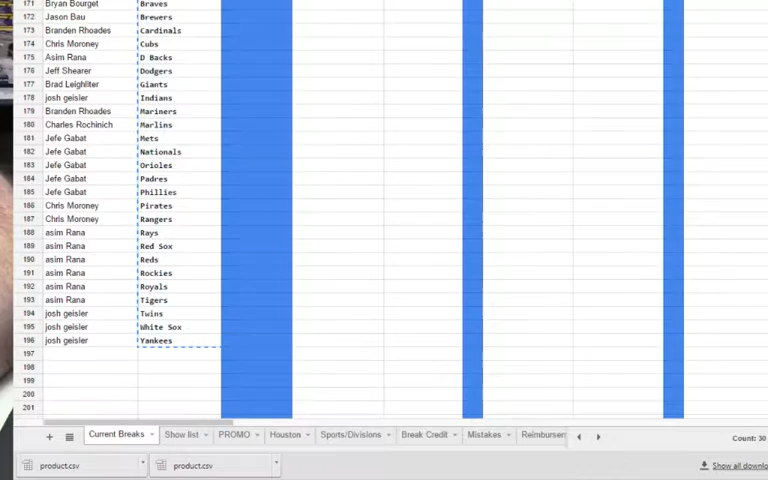 171 Bryan Bourget Braves
172 Jason Bau Brewers
173 Branden Rhoades Cardinals
174 Chris Moroney Cubs
175 Asim Rana D Backs
176 Jeff Shearer Dodgers
177 Brad Leighliter Giants
178 josh geisler Indians
179 Branden Rhoades Mariners
180 Charles Rochinich Marlins
181 Jefe Gabat Mets
182 Jefe Gabat Nationals
183 Jefe Gabat Orioles
184 Jefe Gabat Padres
185 Jefe Gabat Phillies
186 Chris Moroney Pirates
187 Chris Moroney Rangers
188 asim Rana Rays
189 asim Rana Red Sox
190 asim Rana Reds
191 asim Rana Rockies
192 asim Rana Royals
193 asim Rana Tigers
194 josh geisler Twins
195 josh geisler White Sox
196 josh geisler Yankees
197
198
199
200
201
Current Breaks Show list PROMO Houston Sports/Divisions Break Credit Mistakes Reimbursem Count: 30
product.csv product.csv Show all downlo